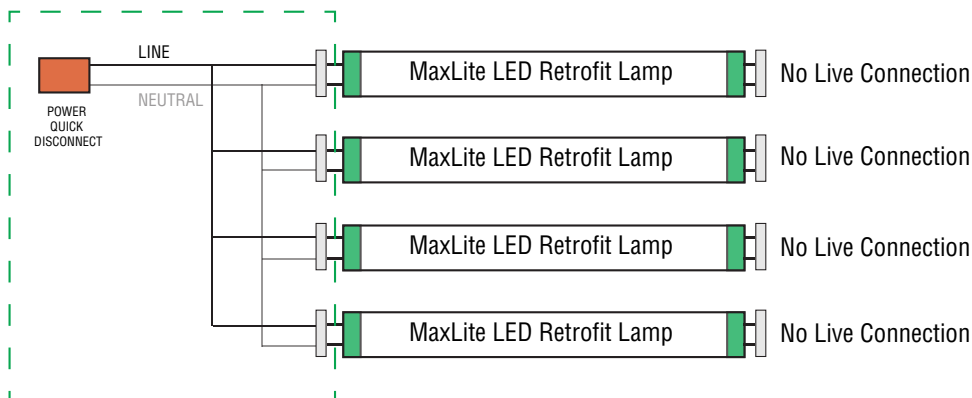 LINE
NEUTRAL
POWER
QUICK
DISCONNECT
MaxLite LED Retrofit Lamp
No Live Connection
MaxLite LED Retrofit Lamp
No Live Connection
MaxLite LED Retrofit Lamp
No Live Connection
MaxLite LED Retrofit Lamp
No Live Connection